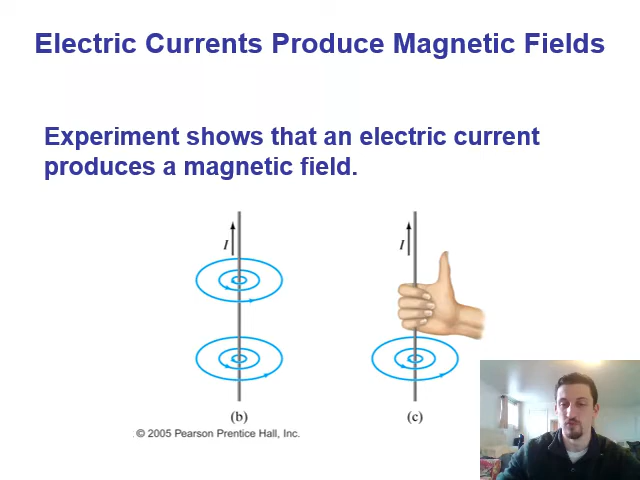 Electric Currents Produce Magnetic Fields
Experiment shows that an electric current
produces a magnetic field.
I
I
(b)
(c)
© 2005 Pearson Prentice Hall, Inc.